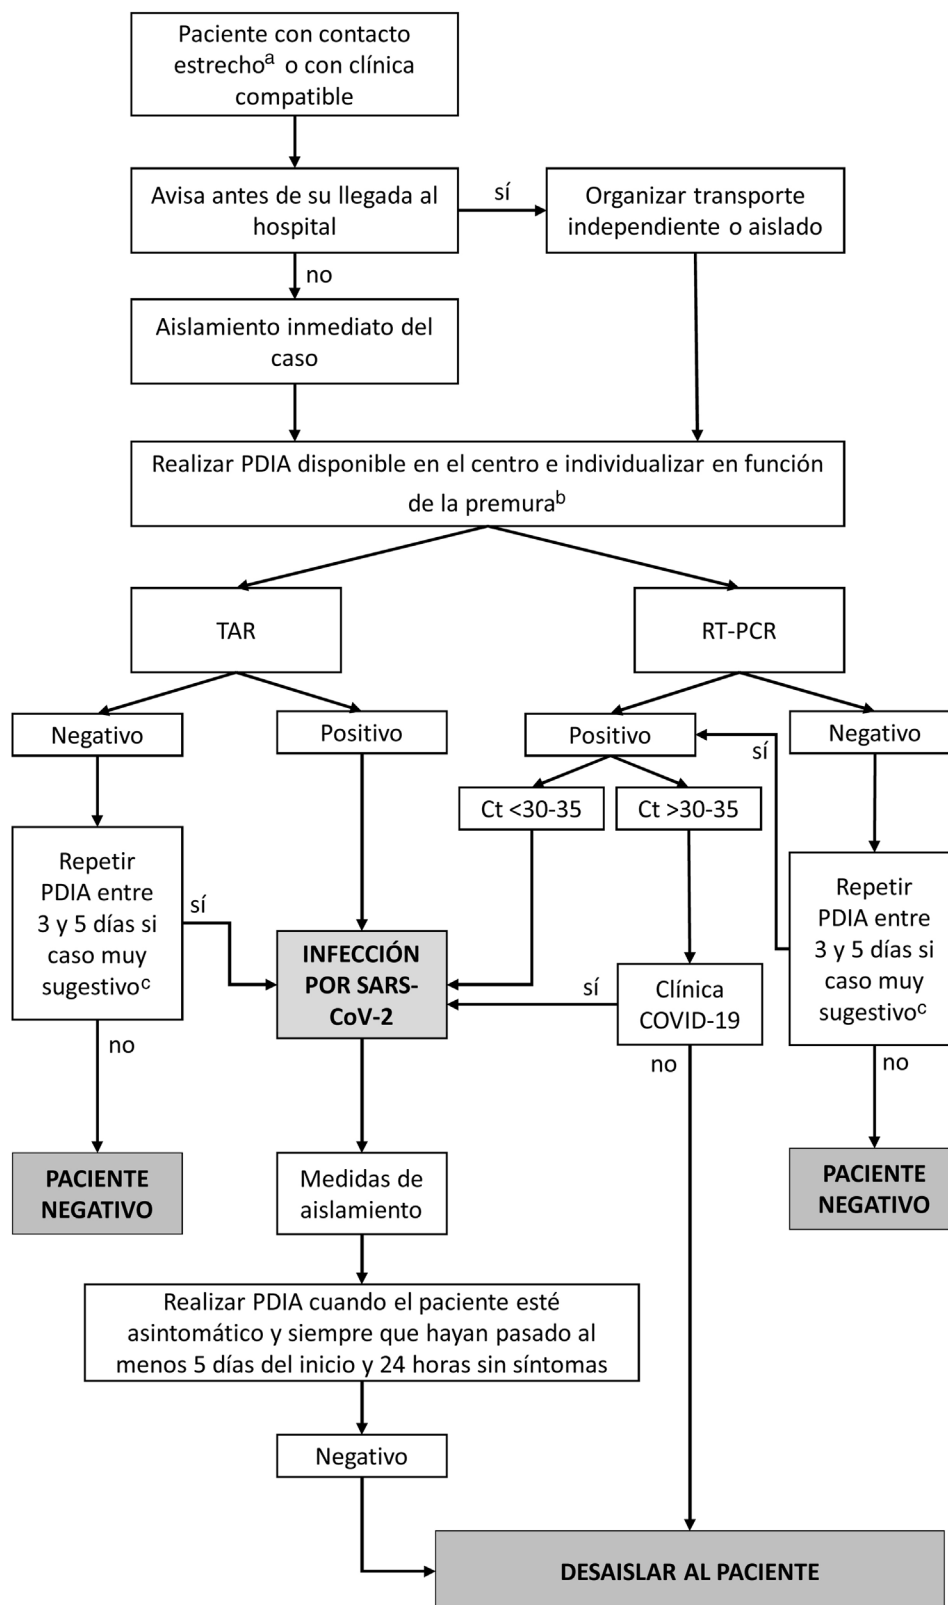 Paciente con contacto
estrechoᵃ o con clínica
compatible
Avisa antes de su llegada al
hospital
sí
Organizar transporte
independiente o aislado
no
Aislamiento inmediato del
caso
Realizar PDIA disponible en el centro e individualizar en función
de la premuraᵇ
TAR
RT-PCR
Negativo
Positivo
Positivo
sí
Negativo
Ct <30-35
Ct >30-35
Repetir
PDIA entre
3 y 5 días si
caso muy
sugestivoᶜ
sí
INFECCIÓN
POR SARS-
CoV-2
sí
Clínica
COVID-19
Repetir
PDIA entre
3 y 5 días si
caso muy
sugestivoᶜ
no
no
no
PACIENTE
NEGATIVO
Medidas de
aislamiento
PACIENTE
NEGATIVO
Realizar PDIA cuando el paciente esté
asintomático y siempre que hayan pasado al
menos 5 días del inicio y 24 horas sin síntomas
Negativo
DESAISLAR AL PACIENTE